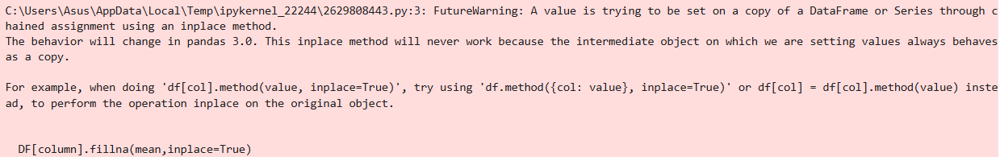 C:\Users\Asus\AppData\Local\Temp\ipykernel_22244\2629808443.py:3: FutureWarning: A value is trying to be set on a copy of a DataFrame or Series through c
hained assignment using an inplace method.
The behavior will change in pandas 3.0. This inplace method will never work because the intermediate object on which we are setting values always behaves
as a copy.
For example, when doing 'df[col].method(value, inplace=True)', try using 'df.method({col: value}, inplace=True)' or df[col] = df[col].method(value) inste
ad, to perform the operation inplace on the original object.
DF[column].fillna(mean,inplace=True)